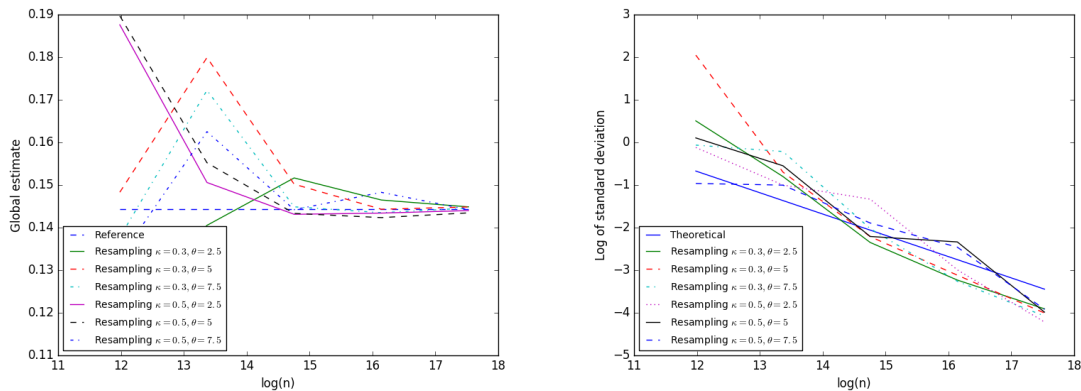 0.19
0.18
0.17
0.16
0.15
0.14
0.13
0.12
0.11
Global estimate
Reference
Resampling κ = 0.3, θ = 2.5
Resampling κ = 0.3, θ = 5
Resampling κ = 0.3, θ = 7.5
Resampling κ = 0.5, θ = 2.5
Resampling κ = 0.5, θ = 5
Resampling κ = 0.5, θ = 7.5
11 12 13 14 15 16 17 18
log(n)
3
2
1
0
−1
−2
−3
−4
−5
Log of standard deviation
Theoretical
Resampling κ = 0.3, θ = 2.5
Resampling κ = 0.3, θ = 5
Resampling κ = 0.3, θ = 7.5
Resampling κ = 0.5, θ = 2.5
Resampling κ = 0.5, θ = 5
Resampling κ = 0.5, θ = 7.5
11 12 13 14 15 16 17 18
log(n)